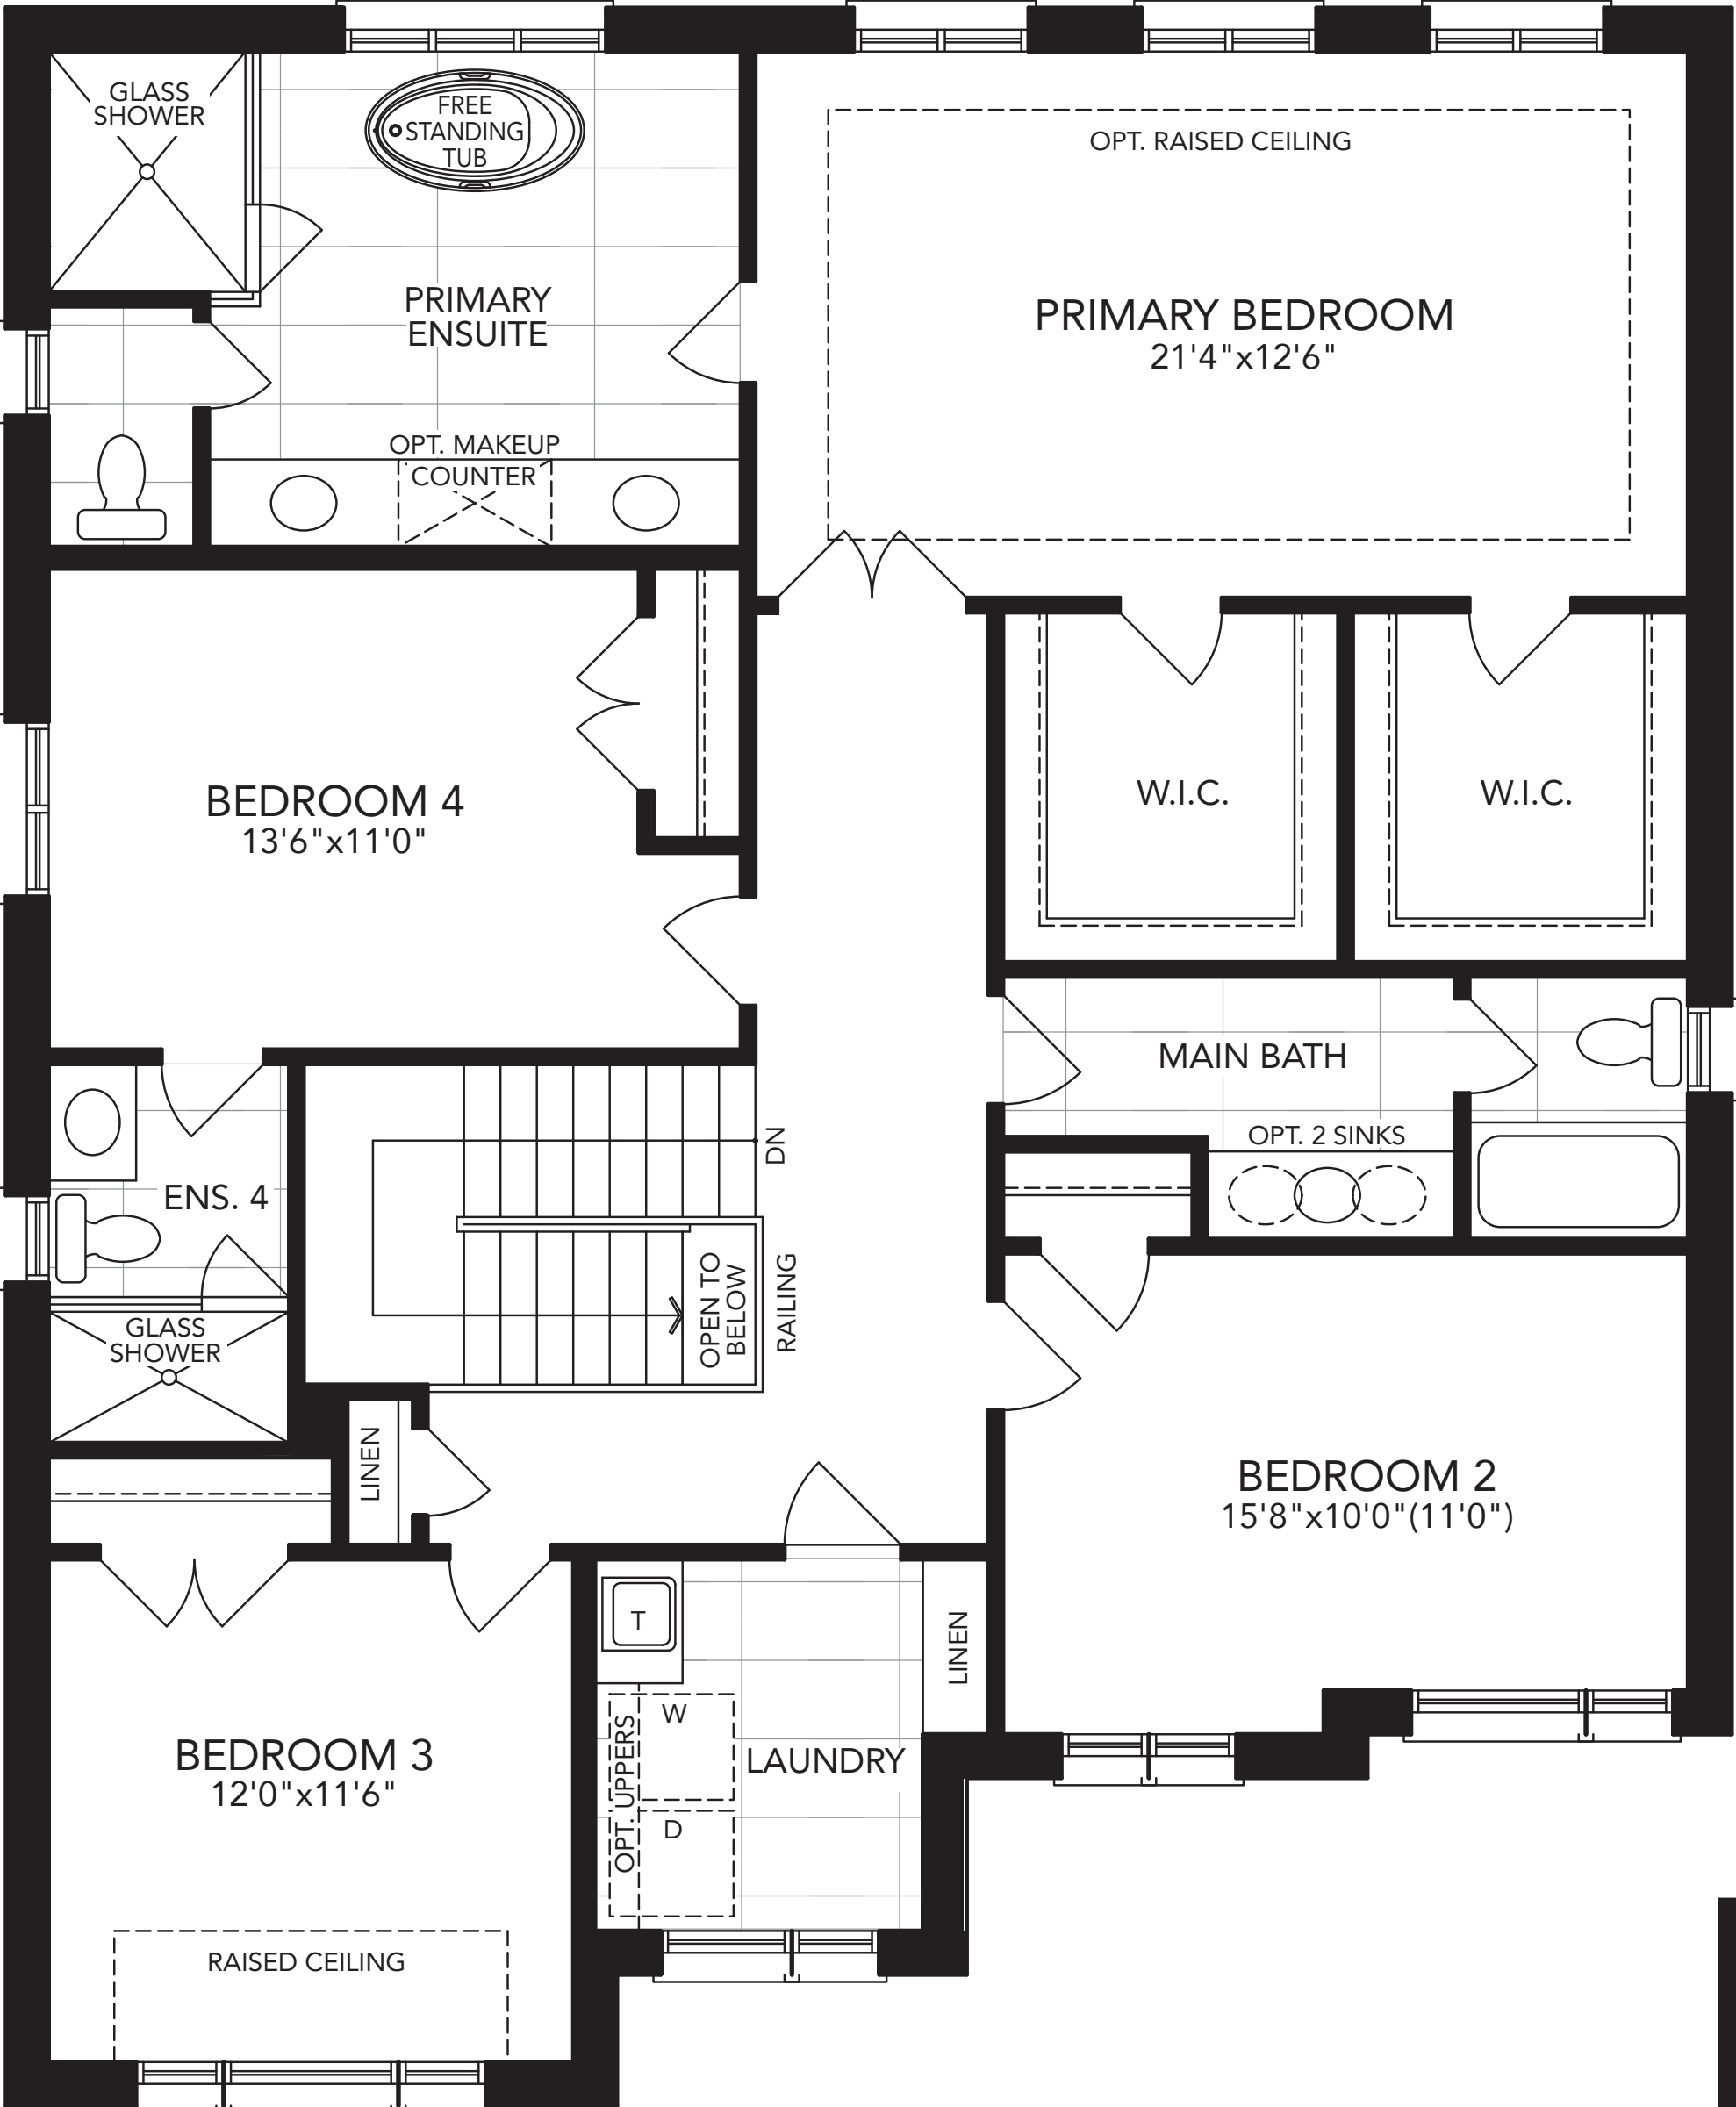 GLASS
SHOWER
FREE
STANDING
TUB
OPT. RAISED CEILING
PRIMARY
ENSUITE
PRIMARY BEDROOM
21'4"x12'6"
OPT. MAKEUP
COUNTER
BEDROOM 4
13'6"x11'0"
W.I.C.
W.I.C.
MAIN BATH
OPT. 2 SINKS
DN
ENS. 4
OPEN TO
BELOW
RAILING
GLASS
SHOWER
LINEN
BEDROOM 2
15'8"x10'0"(11'0")
T
LINEN
W
OPT. UPPERS
LAUNDRY
D
BEDROOM 3
12'0"x11'6"
RAISED CEILING